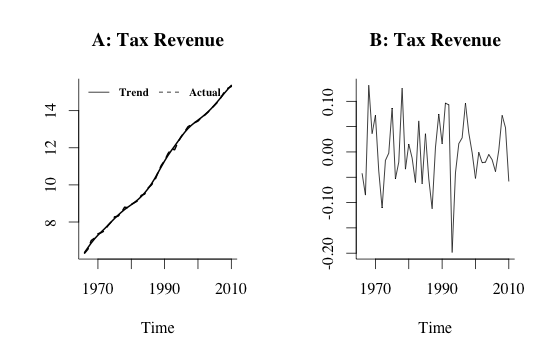 A: Tax Revenue
Trend Actual
14
12
10
8
1970 1990 2010
Time
B: Tax Revenue
0.10
0.00
-0.10
-0.20
1970 1990 2010
Time